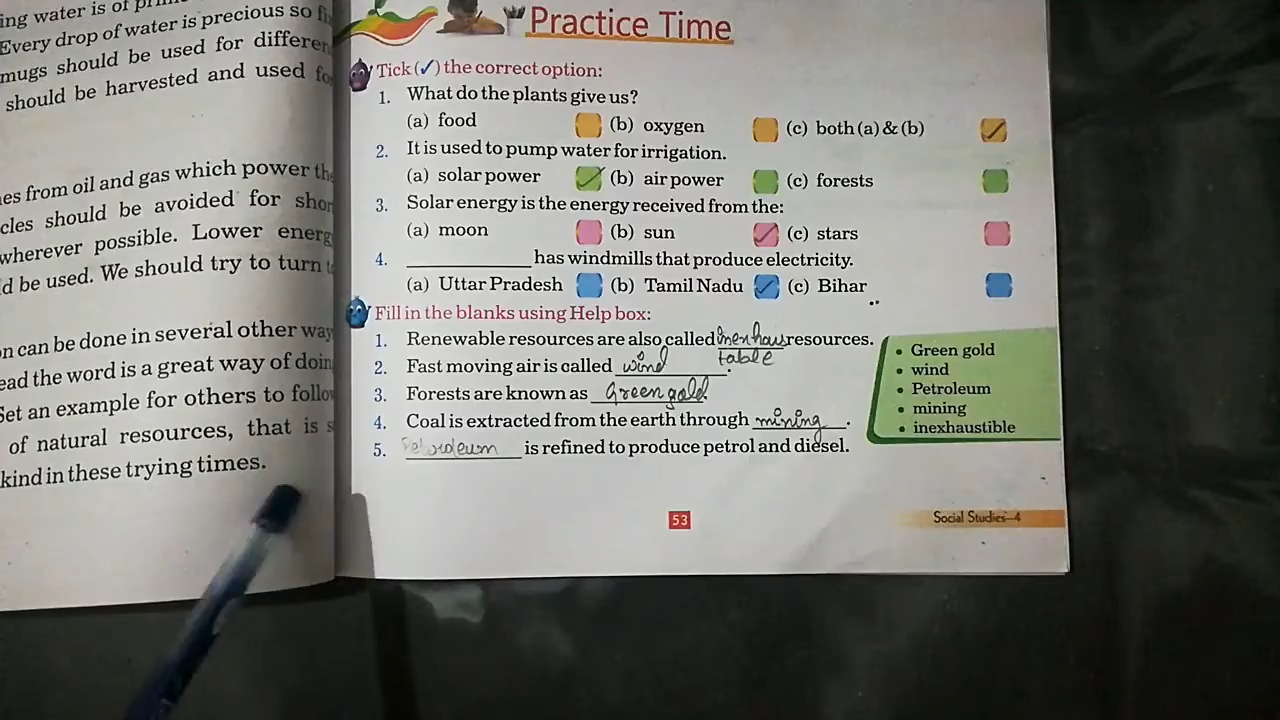 ing water is of
Every drop of water is precious so
mugs should be used for differen
should be harvested and used fo
es from oil and gas which power the
cles should be avoided for shor
wherever possible. Lower energ
d be used. We should try to turn t
n can be done in several other way
ead the word is a great way of doin
Set an example for others to follo
of natural resources, that is s
kind in these trying times.
Practice Time
Tick (✓) the correct option:
1. What do the plants give us?
(a) food (b) oxygen (c) both (a) & (b) ✓
2. It is used to pump water for irrigation.
(a) solar power ✓ (b) air power (c) forests
3. Solar energy is the energy received from the:
(a) moon (b) sun ✓ (c) stars
4. ____________ has windmills that produce electricity.
(a) Uttar Pradesh (b) Tamil Nadu ✓ (c) Bihar
Fill in the blanks using Help box:
1. Renewable resources are also called inexhaus resources.
table
2. Fast moving air is called wind.
3. Forests are known as Green gold.
4. Coal is extracted from the earth through mining.
5. Petroleum is refined to produce petrol and diesel.
• Green gold
• wind
• Petroleum
• mining
• inexhaustible
53
Social Studies–4